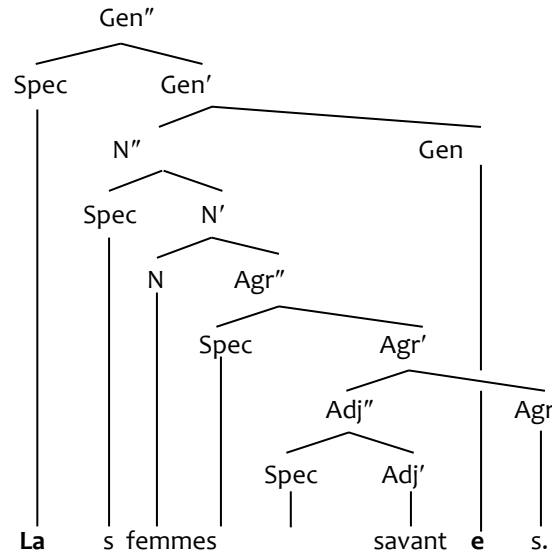 Gen″
Spec Gen′
N″ Gen
Spec N′
N Agr″
Spec Agr′
Adj″ Agr
Spec Adj′
La s femmes savant e s.